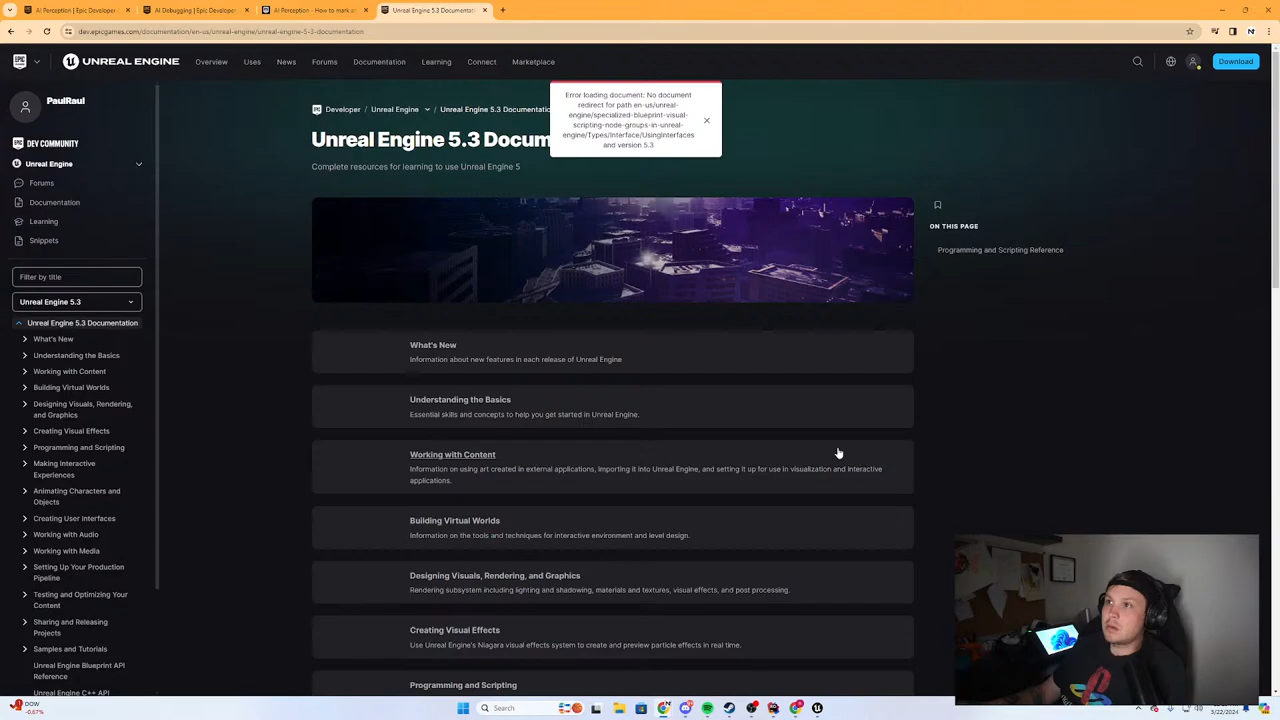 AI Perception | Epic Developer
AI Debugging | Epic Developer
AI Perception - How to mark an
Unreal Engine 5.3 Documentat
dev.epicgames.com/documentation/en-us/unreal-engine/unreal-engine-5-3-documentation
UNREAL ENGINE
Overview
Uses
News
Forums
Documentation
Learning
Connect
Marketplace
Download
PaulRaul
DEV COMMUNITY
Unreal Engine
Forums
Documentation
Learning
Snippets
Filter by title
Unreal Engine 5.3
Unreal Engine 5.3 Documentation
What's New
Understanding the Basics
Working with Content
Building Virtual Worlds
Designing Visuals, Rendering,
and Graphics
Creating Visual Effects
Programming and Scripting
Making Interactive
Experiences
Animating Characters and
Objects
Creating User Interfaces
Working with Audio
Working with Media
Setting Up Your Production
Pipeline
Testing and Optimizing Your
Content
Sharing and Releasing
Projects
Samples and Tutorials
Unreal Engine Blueprint API
Reference
Unreal Engine C++ API
Developer / Unreal Engine / Unreal Engine 5.3 Documentatio
Unreal Engine 5.3 Docum
Complete resources for learning to use Unreal Engine 5
Error loading document: No document
redirect for path en-us/unreal-
engine/specialized-blueprint-visual-
scripting-node-groups-in-unreal-
engine/Types/Interface/UsingInterfaces
and version 5.3
ON THIS PAGE
Programming and Scripting Reference
What's New
Information about new features in each release of Unreal Engine
Understanding the Basics
Essential skills and concepts to help you get started in Unreal Engine.
Working with Content
Information on using art created in external applications, importing it into Unreal Engine, and setting it up for use in visualization and interactive
applications.
Building Virtual Worlds
Information on the tools and techniques for interactive environment and level design.
Designing Visuals, Rendering, and Graphics
Rendering subsystem including lighting and shadowing, materials and textures, visual effects, and post processing.
Creating Visual Effects
Use Unreal Engine's Niagara visual effects system to create and preview particle effects in real time.
Programming and Scripting
DOW
-0.67%
Search
5/22/2024